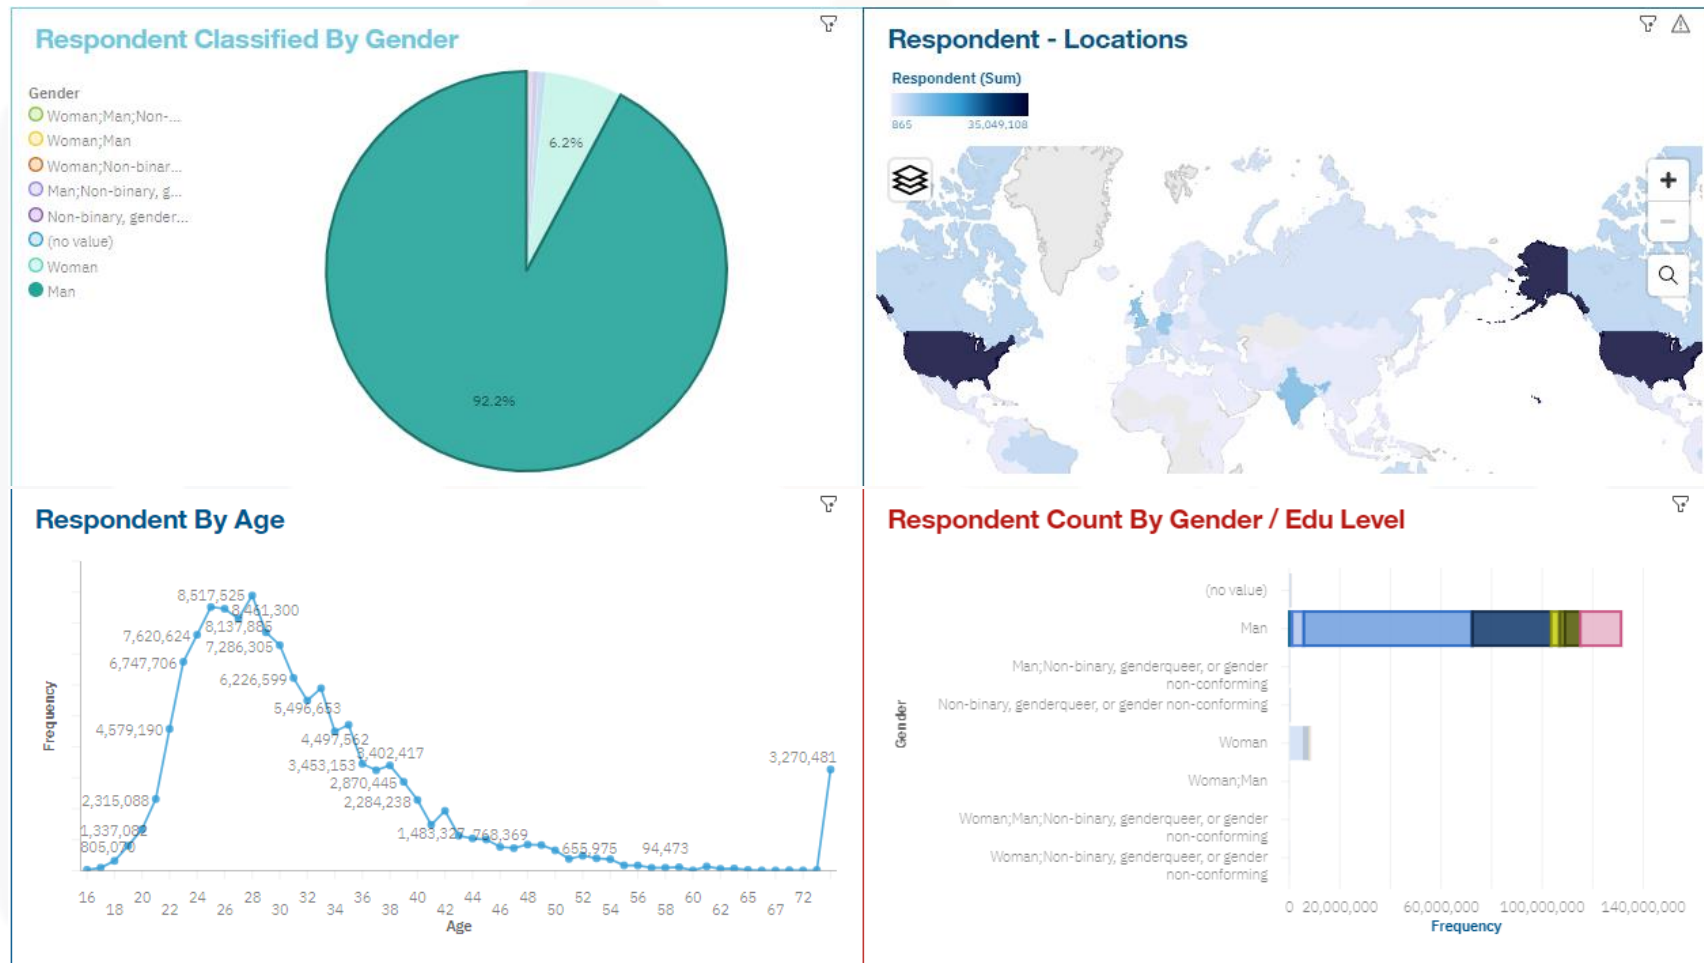 Respondent Classified By Gender
Gender
Woman;Man;Non-...
Woman;Man
Woman;Non-binar...
Man;Non-binary, g...
Non-binary, gender...
(no value)
Woman
Man
6.2%
92.2%
Respondent - Locations
Respondent (Sum)
865 35,049,108
Respondent By Age
Frequency
8,517,525
8,461,300
8,137,885
7,620,624
7,286,305
6,747,706
6,226,599
5,496,653
4,579,190
4,497,562
3,402,417
3,453,153
2,870,445
2,284,238
2,315,088
1,337,082
805,070
1,483,327
768,369
655,975
94,473
3,270,481
16 20 24 28 32 36 40 44 48 52 56 60 65 72
18 22 26 30 34 38 42 46 50 54 58 62 67
Age
Respondent Count By Gender / Edu Level
Gender
(no value)
Man
Man;Non-binary, genderqueer, or gender
non-conforming
Non-binary, genderqueer, or gender non-conforming
Woman
Woman;Man
Woman;Man;Non-binary, genderqueer, or gender
non-conforming
Woman;Non-binary, genderqueer, or gender
non-conforming
0 20,000,000 60,000,000 100,000,000 140,000,000
Frequency